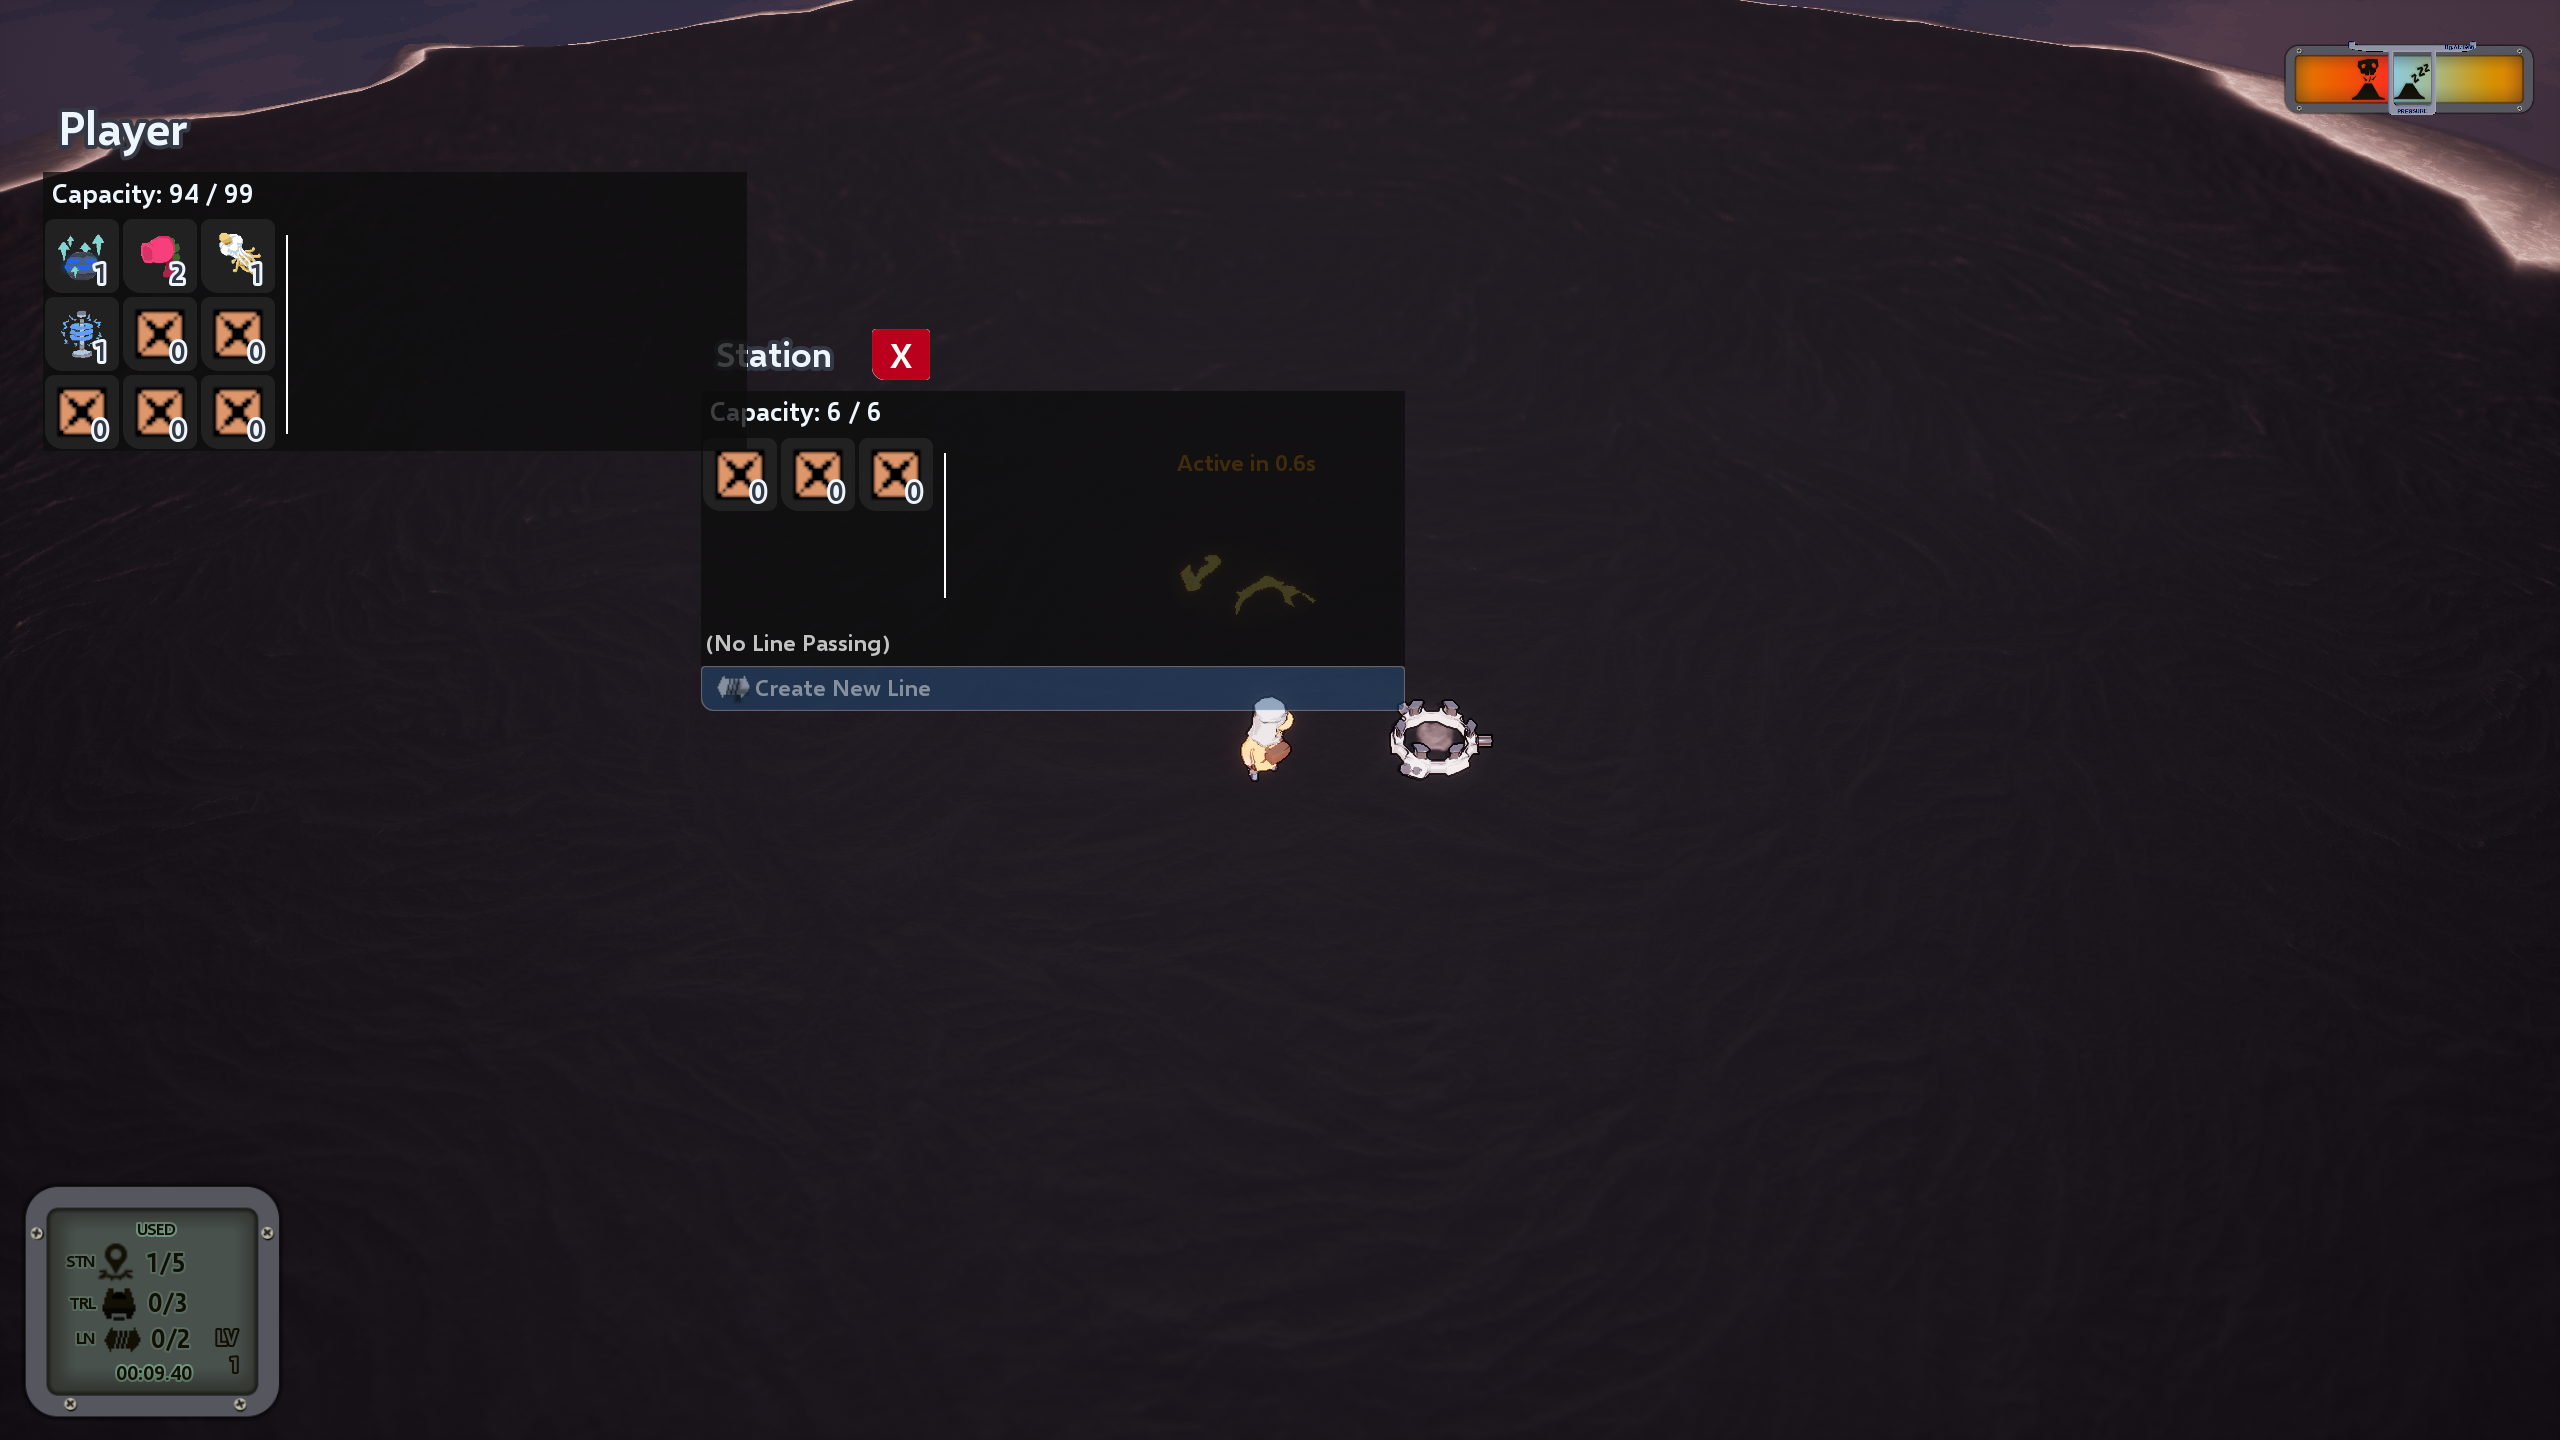 Player
Capacity: 94 / 99
1
2
1
1
0
0
0
0
0
Station X
Capacity: 6 / 6
0
0
0
Active in 0.6s
(No Line Passing)
Create New Line
zzz
PRESSURE
USED
STN 1/5
TRL 0/3
LN 0/2 LV
1
00:09.40